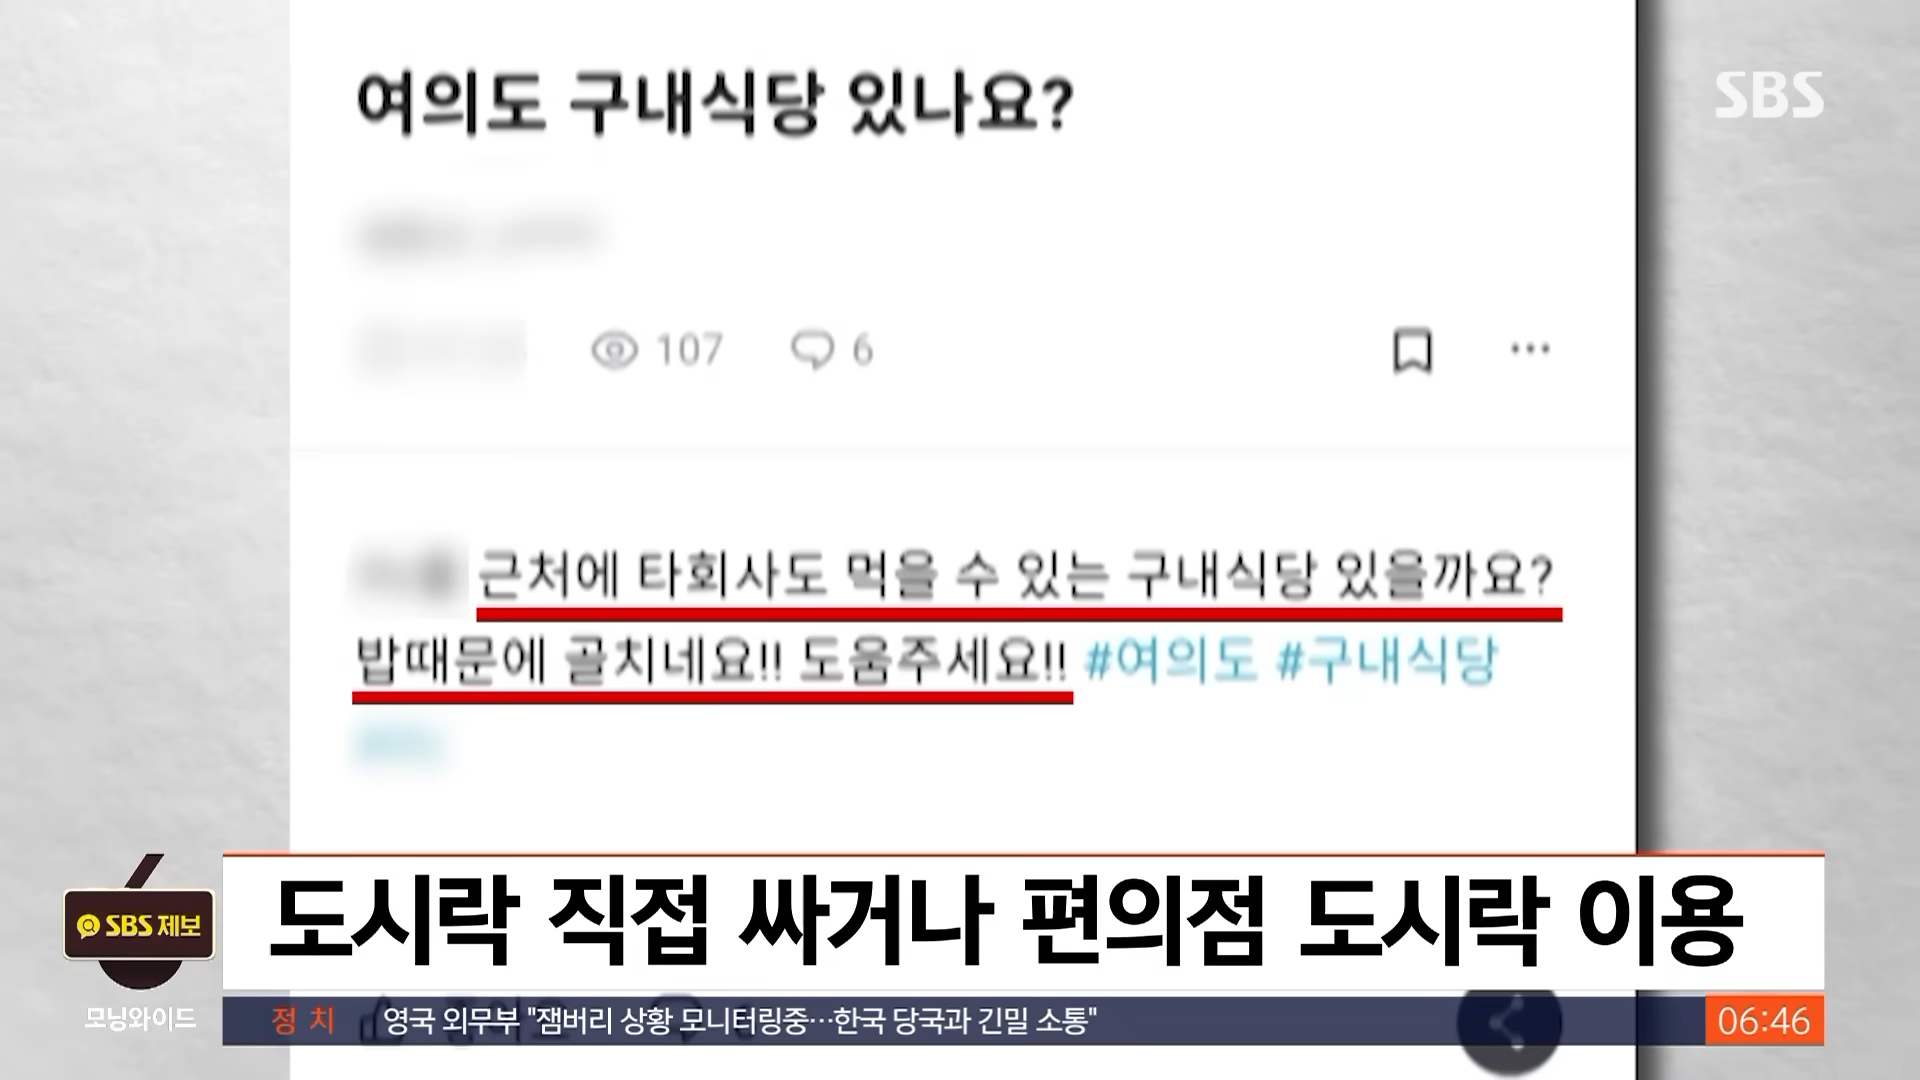 여의도 구내식당 있나요?
SBS
107 6
근처에 타회사도 먹을 수 있는 구내식당 있을까요?
밥때문에 골치네요!! 도움주세요!! #여의도 #구내식당
SBS 제보
도시락 직접 싸거나 편의점 도시락 이용
모닝와이드
정치 영국 외무부 "잼버리 상황 모니터링중…한국 당국과 긴밀 소통"
06:46